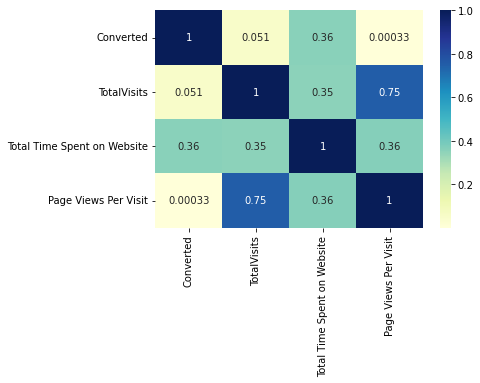 Converted 1 0.051 0.36 0.00033
TotalVisits 0.051 1 0.35 0.75
Total Time Spent on Website 0.36 0.35 1 0.36
Page Views Per Visit 0.00033 0.75 0.36 1
Converted
TotalVisits
Total Time Spent on Website
Page Views Per Visit
1.0
0.8
0.6
0.4
0.2